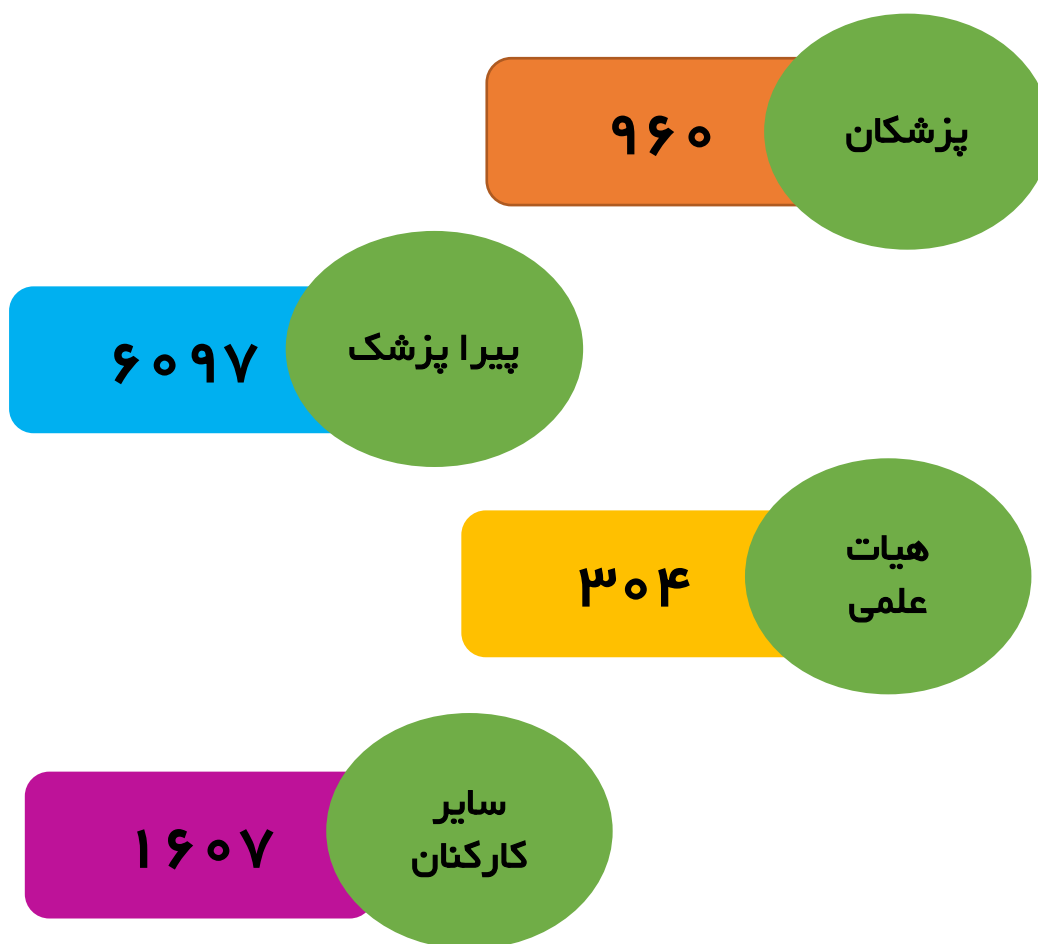 پزشکان
۹۶۰
پیرا پزشک
۶۰۹۷
هیات
علمی
۳۰۴
سایر
کارکنان
۱۶۰۷